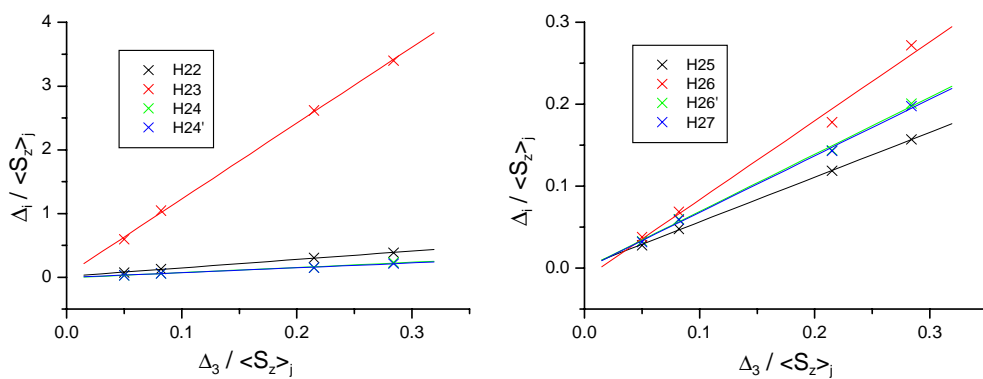 4
3
2
1
0
Δi / <Sz>j
H22
H23
H24
H24'
0.0 0.1 0.2 0.3
Δ3 / <Sz>j
0.3
0.2
0.1
0.0
Δi / <Sz>j
H25
H26
H26'
H27
0.0 0.1 0.2 0.3
Δ3 / <Sz>j